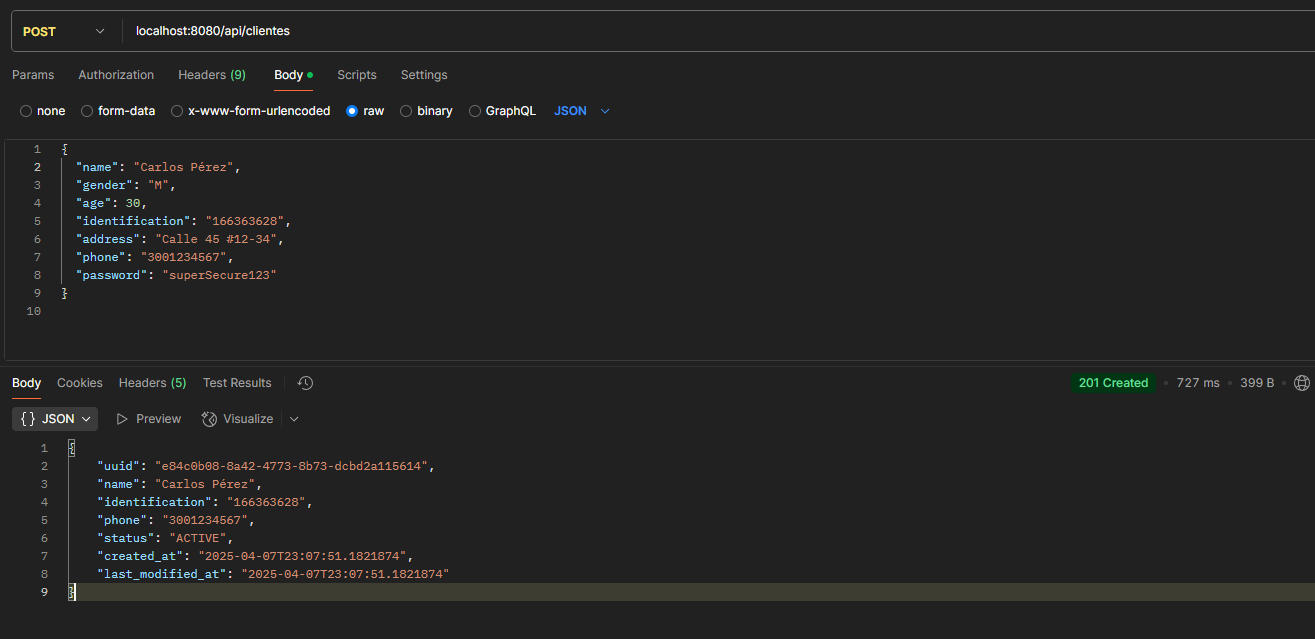 POST localhost:8080/api/clientes
Params Authorization Headers (9) Body Scripts Settings
none form-data x-www-form-urlencoded raw binary GraphQL JSON
1 {
2 "name": "Carlos Pérez",
3 "gender": "M",
4 "age": 30,
5 "identification": "166363628",
6 "address": "Calle 45 #12-34",
7 "phone": "3001234567",
8 "password": "superSecure123"
9 }
10
Body Cookies Headers (5) Test Results 201 Created 727 ms 399 B
{} JSON Preview Visualize
1 {
2 "uuid": "e84c0b08-8a42-4773-8b73-dcbd2a115614",
3 "name": "Carlos Pérez",
4 "identification": "166363628",
5 "phone": "3001234567",
6 "status": "ACTIVE",
7 "created_at": "2025-04-07T23:07:51.1821874",
8 "last_modified_at": "2025-04-07T23:07:51.1821874"
9 }